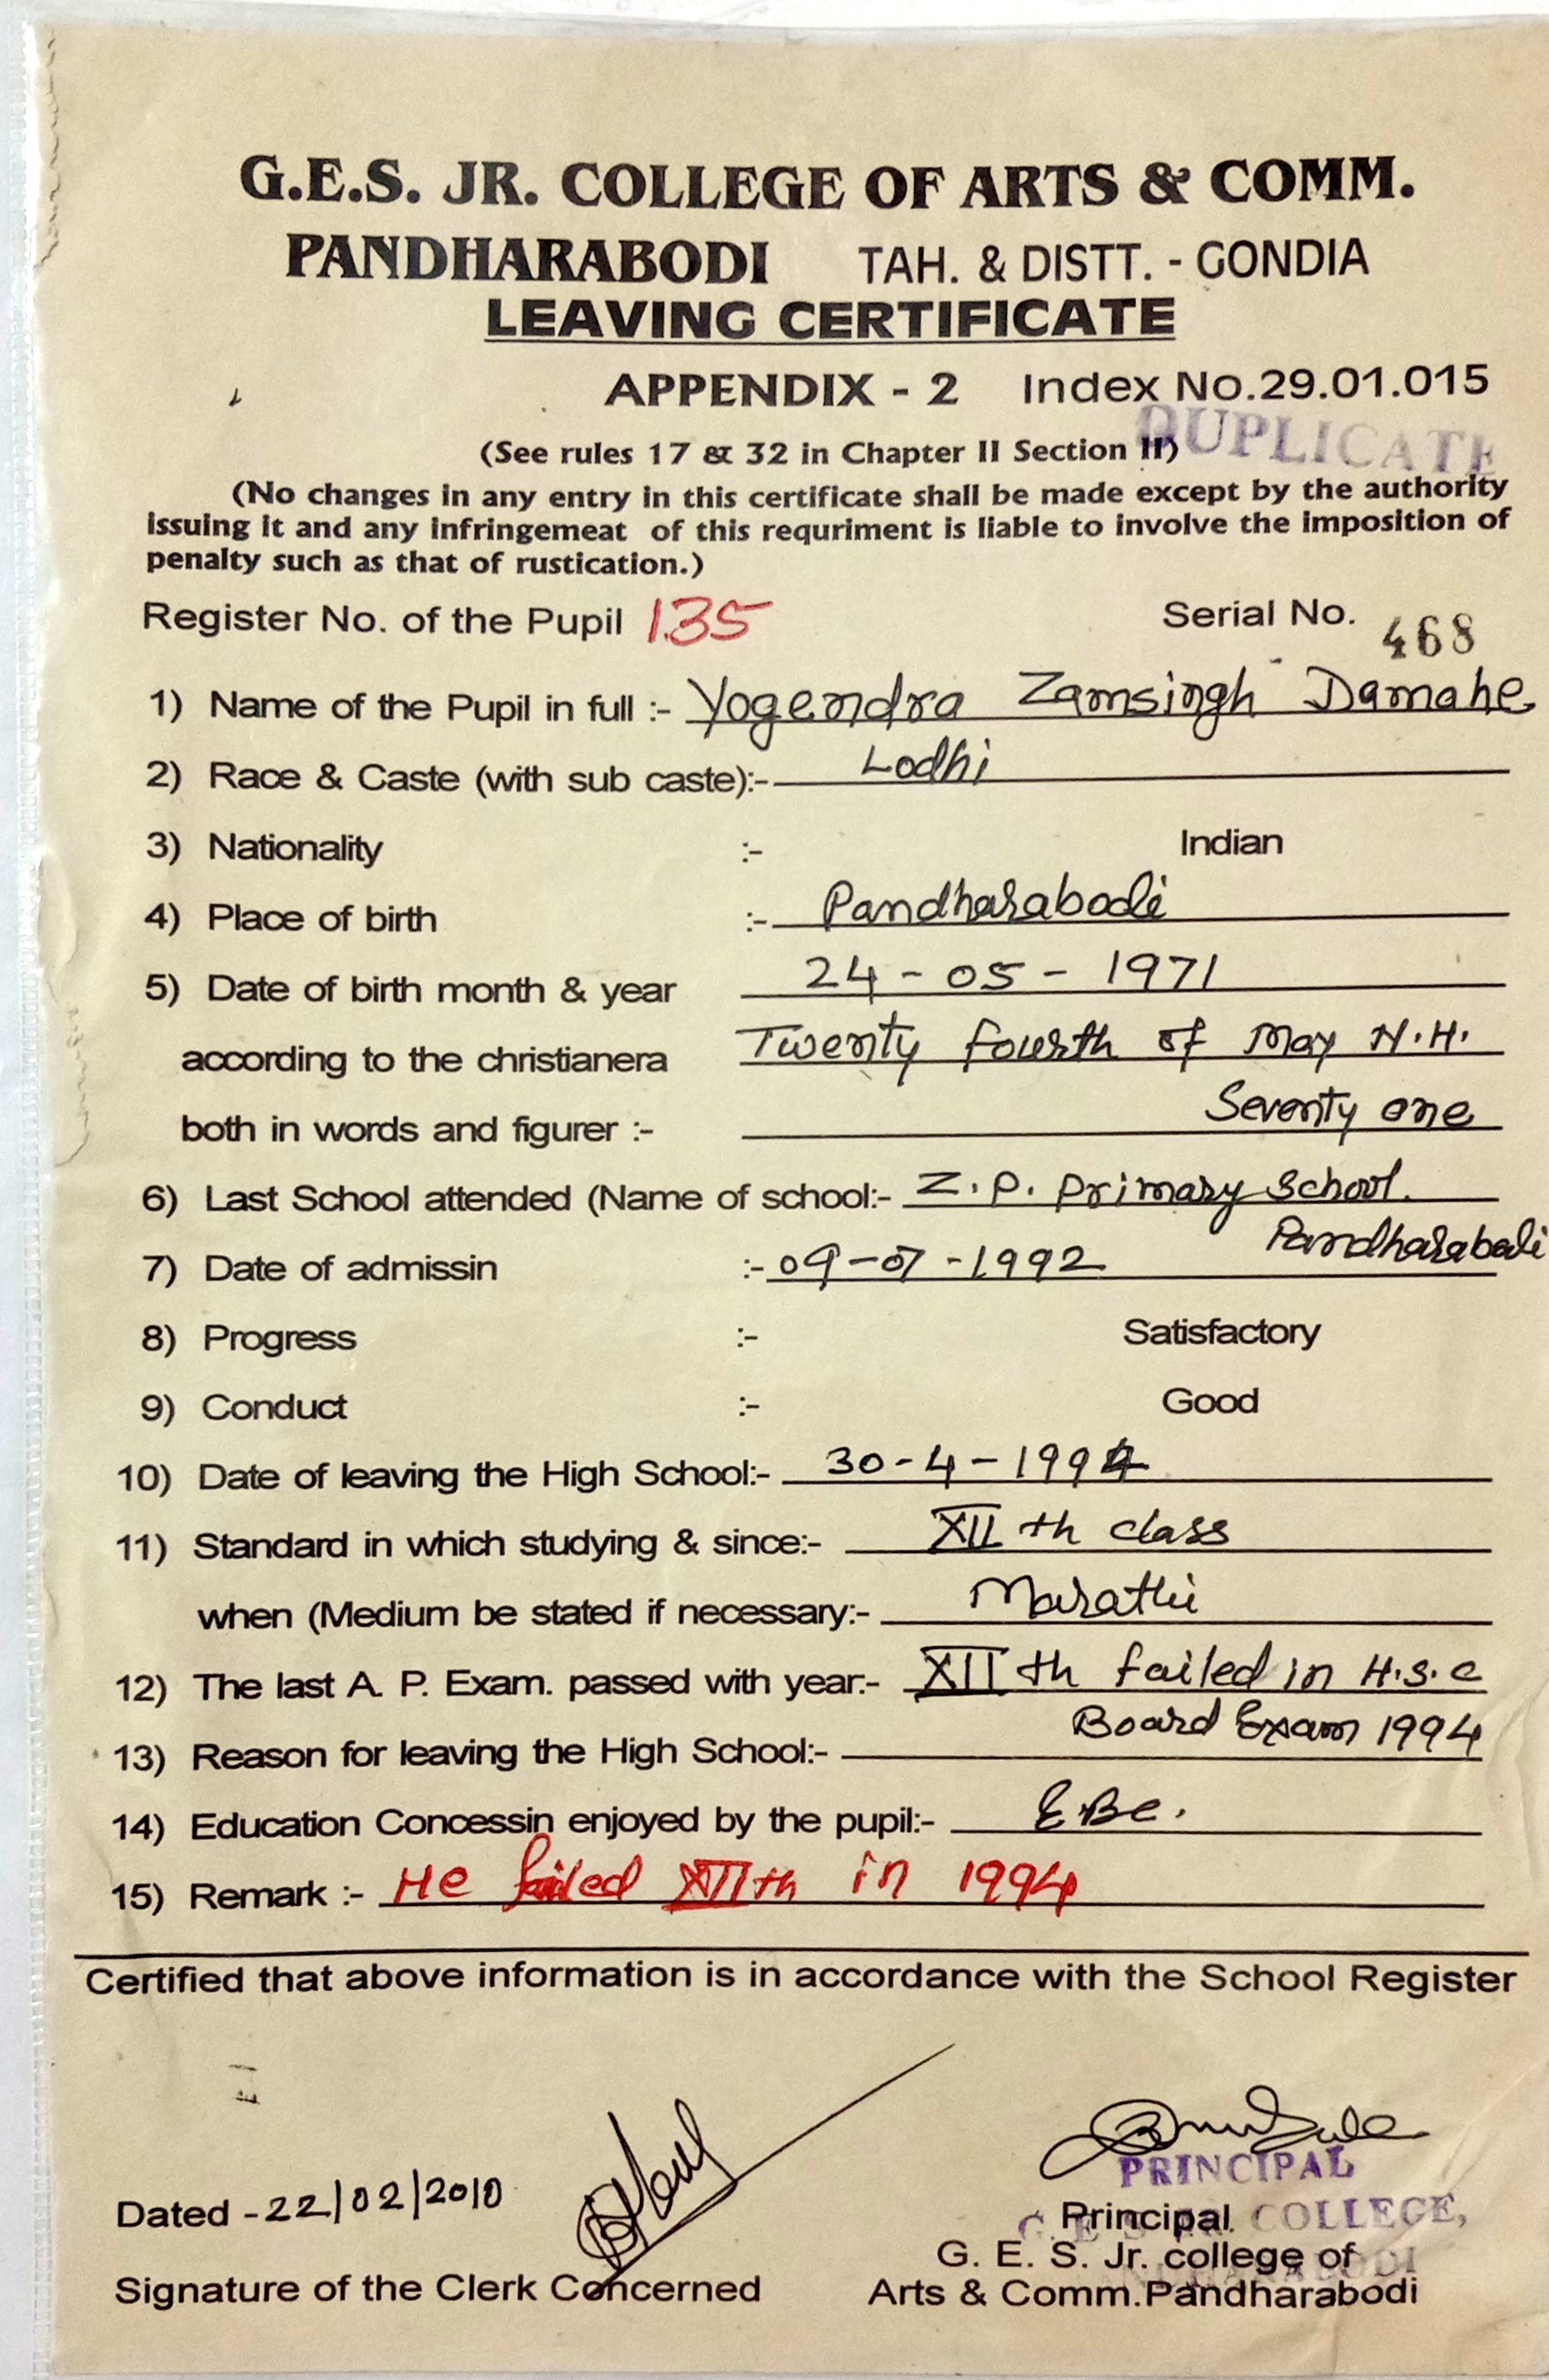 G.E.S. JR. COLLEGE OF ARTS & COMM.
PANDHARABODI TAH. & DISTT. - GONDIA
LEAVING CERTIFICATE
APPENDIX - 2 Index No.29.01.015
DUPLICATE
(See rules 17 & 32 in Chapter II Section II)
(No changes in any entry in this certificate shall be made except by the authority
issuing it and any infringemeat of this requriment is liable to involve the imposition of
penalty such as that of rustication.)
Register No. of the Pupil 135 Serial No. 468
1) Name of the Pupil in full :- Yogendra Zamsingh Damahe
2) Race & Caste (with sub caste):- Lodhi
3) Nationality :- Indian
4) Place of birth :- Pandharabodi
5) Date of birth month & year 24 - 05 - 1971
according to the christianera Twenty fourth of May N.H.
both in words and figurer :- Seventy one
6) Last School attended (Name of school:- Z.P. Primary School.
Pandharabodi
7) Date of admissin :- 09-07-1992
8) Progress :- Satisfactory
9) Conduct :- Good
10) Date of leaving the High School:- 30-4-1994
11) Standard in which studying & since:- XII th class
when (Medium be stated if necessary:- Marathi
12) The last A. P. Exam. passed with year:- XII th failed in H.S.C
Board Exam 1994
13) Reason for leaving the High School:-
14) Education Concessin enjoyed by the pupil:- E.B.C.
15) Remark :- He failed XIIth in 1994
Certified that above information is in accordance with the School Register
PRINCIPAL
Dated - 22/02/2010 Principal
G. E. S. JR. COLLEGE,
G. E. S. Jr. college of
Signature of the Clerk Concerned Arts & Comm.Pandharabodi